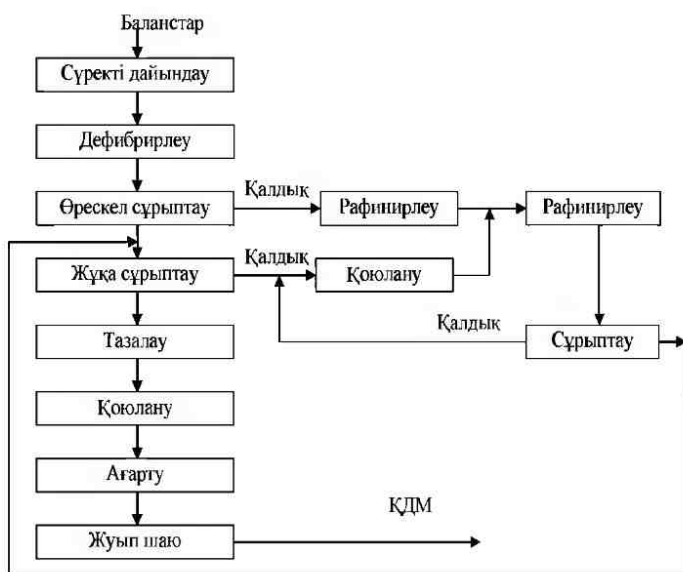 Баланстар
Сүректі дайындау
Дефибрирлеу
Өрескел сұрыптау
Қалдық
Рафинирлеу
Рафинирлеу
Жұқа сұрыптау
Қалдық
Қоюлану
Қалдық
Сұрыптау
Тазалау
Қоюлану
Ағарту
ҚДМ
Жуып шаю